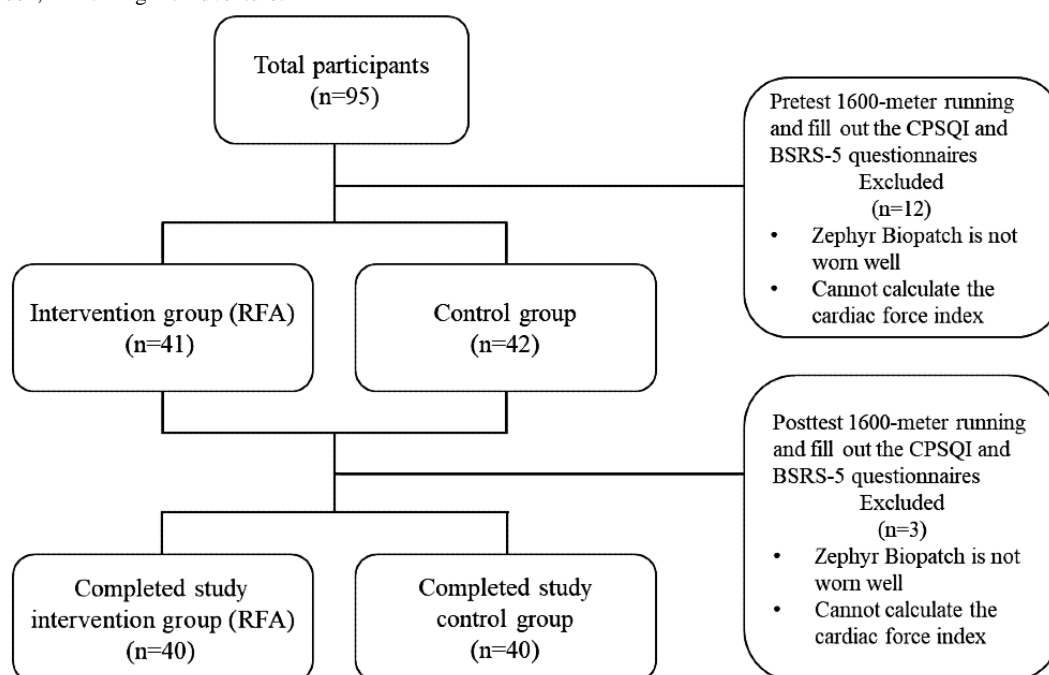 Total participants
(n=95)
Pretest 1600-meter running
and fill out the CPSQI and
BSRS-5 questionnaires
Excluded
(n=12)
• Zephyr Biopatch is not
worn well
• Cannot calculate the
cardiac force index
Intervention group (RFA)
(n=41)
Control group
(n=42)
Posttest 1600-meter running
and fill out the CPSQI and
BSRS-5 questionnaires
Excluded
(n=3)
• Zephyr Biopatch is not
worn well
• Cannot calculate the
cardiac force index
Completed study
intervention group (RFA)
(n=40)
Completed study
control group
(n=40)